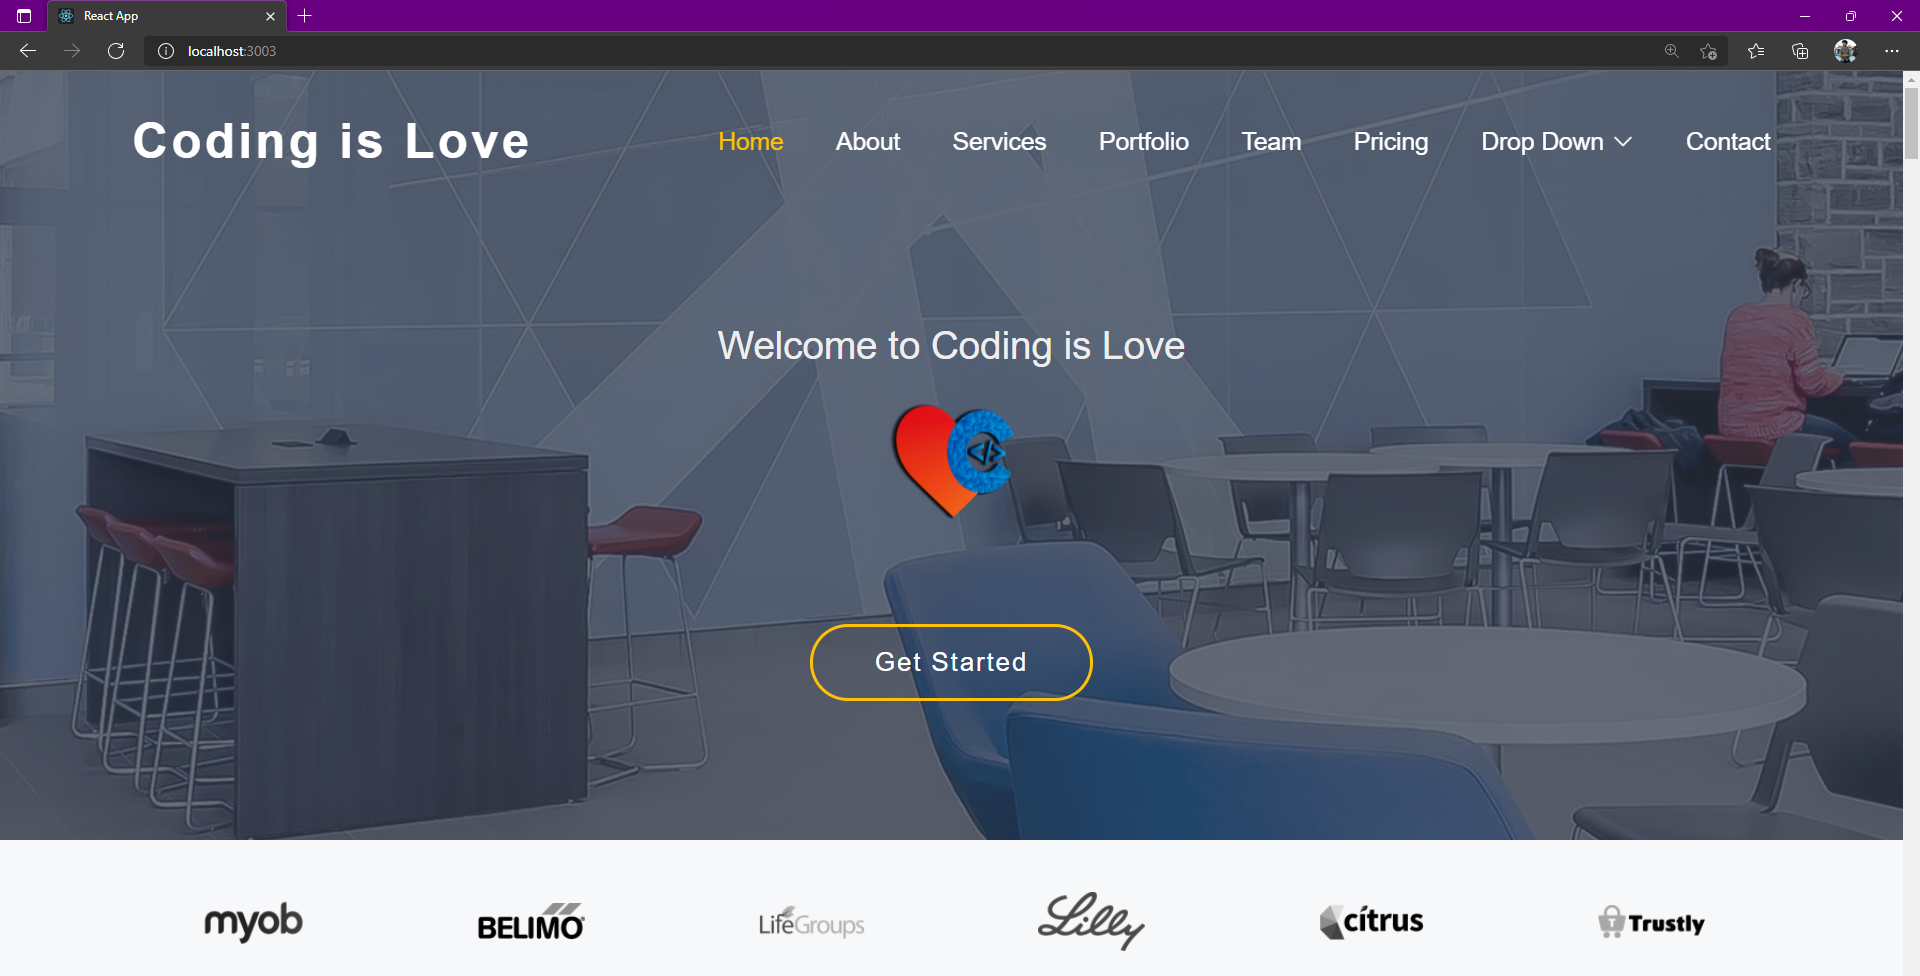 React App
localhost:3003
Coding is Love
Home About Services Portfolio Team Pricing Drop Down Contact
Welcome to Coding is Love
</>
Get Started
myob BELIMO LifeGroups Lilly cítrus Trustly